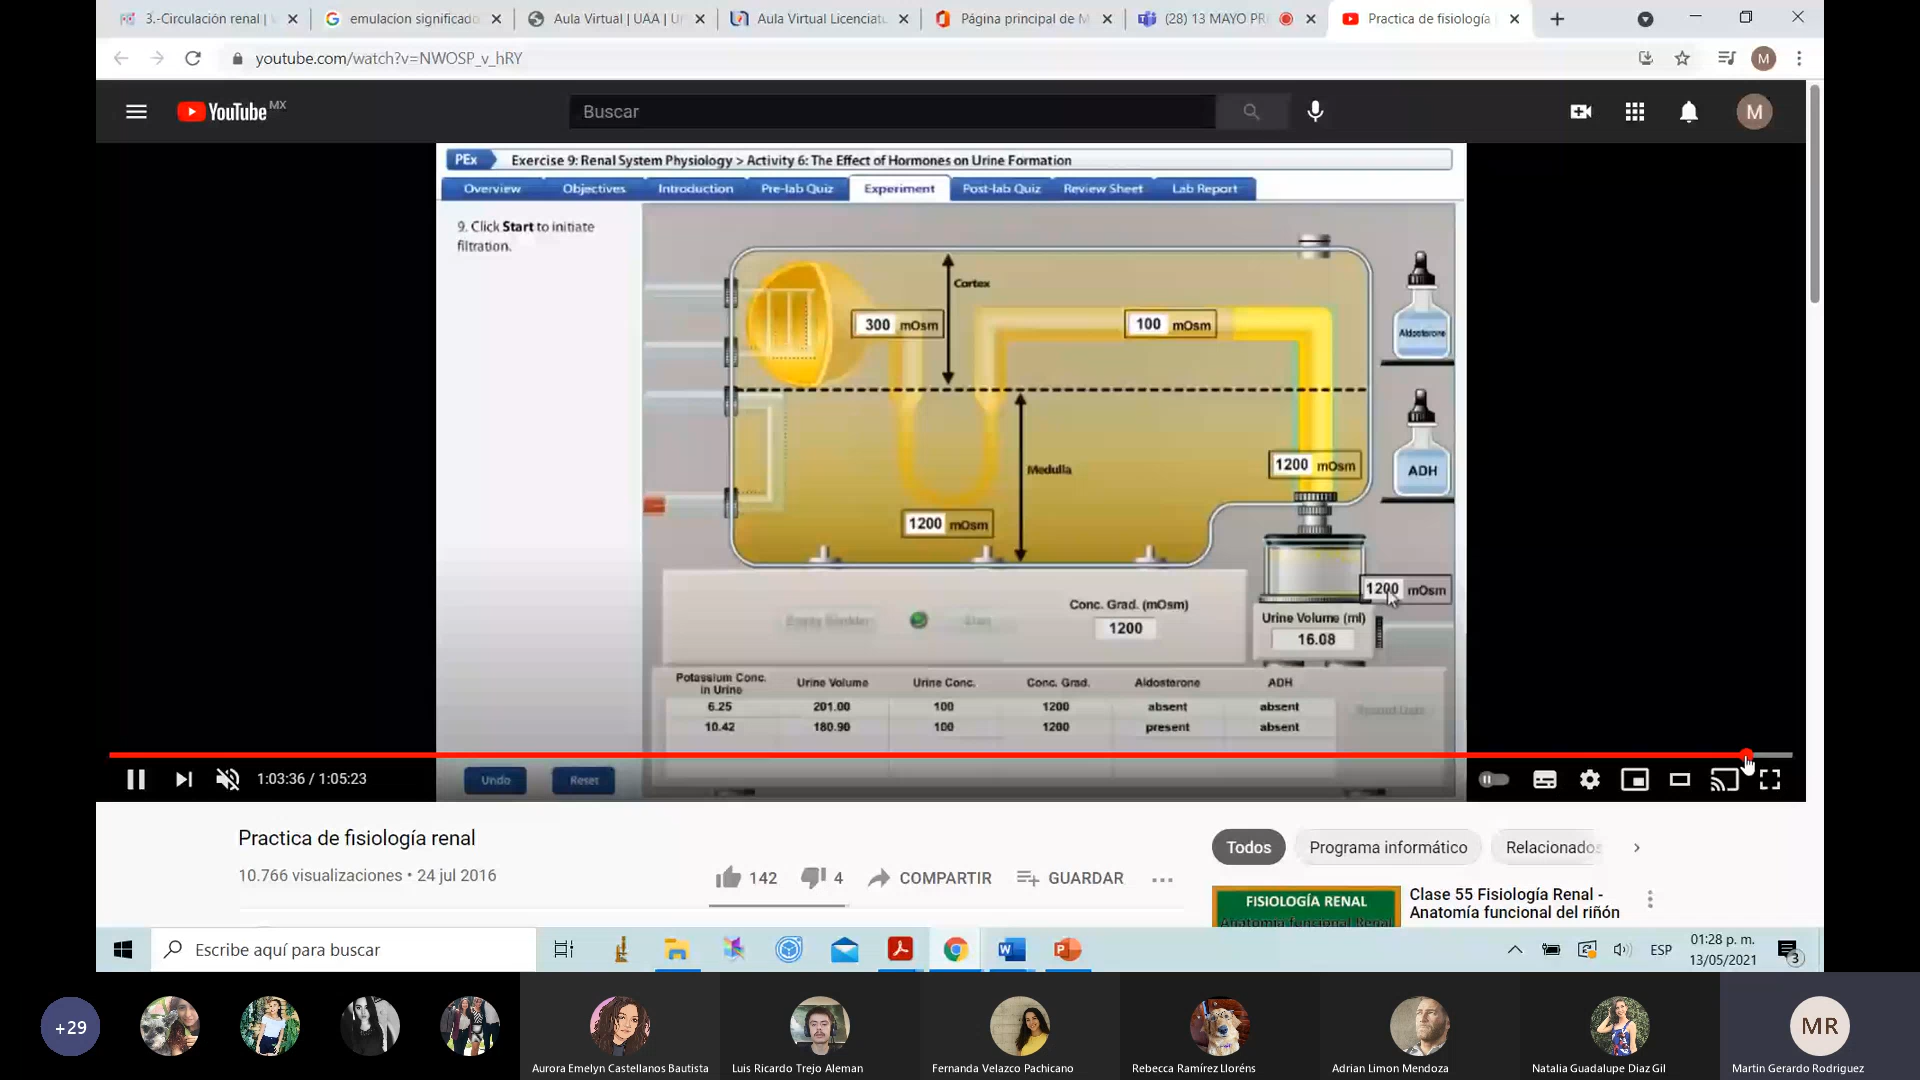 3.-Circulación renal |
emulacion significado
Aula Virtual | UAA | U
Aula Virtual Licenciatu
Página principal de M
(28) 13 MAYO PR
Practica de fisiología
youtube.com/watch?v=NWOSP_v_hRY
M
YouTube MX
Buscar
M
PEx Exercise 9: Renal System Physiology > Activity 6: The Effect of Hormones on Urine Formation
Overview Objectives Introduction Pre-lab Quiz Experiment Post-lab Quiz Review Sheet Lab Report
9. Click Start to initiate
filtration.
Cortex
300 mOsm
100 mOsm
Aldosterone
Medulla
1200 mOsm
ADH
1200 mOsm
1200 mOsm
Empty Bladder
Start
Conc. Grad. (mOsm)
1200
Urine Volume (ml)
16.08
Potassium Conc.
in Urine
Urine Volume Urine Conc. Conc. Grad. Aldosterone ADH
6.25 201.00 100 1200 absent absent
10.42 180.90 100 1200 present absent
Record Data
Undo Reset
1:03:36 / 1:05:23
Practica de fisiología renal
10.766 visualizaciones • 24 jul 2016
142 4 COMPARTIR GUARDAR
Todos Programa informático Relacionados
FISIOLOGÍA RENAL
Anatomía funcional Renal
Clase 55 Fisiología Renal -
Anatomía funcional del riñón
Escribe aquí para buscar
ESP
01:28 p. m.
13/05/2021
3
+29
MR
Aurora Emelyn Castellanos Bautista
Luis Ricardo Trejo Aleman
Fernanda Velazco Pachicano
Rebecca Ramírez Lloréns
Adrian Limon Mendoza
Natalia Guadalupe Diaz Gil
Martin Gerardo Rodriguez